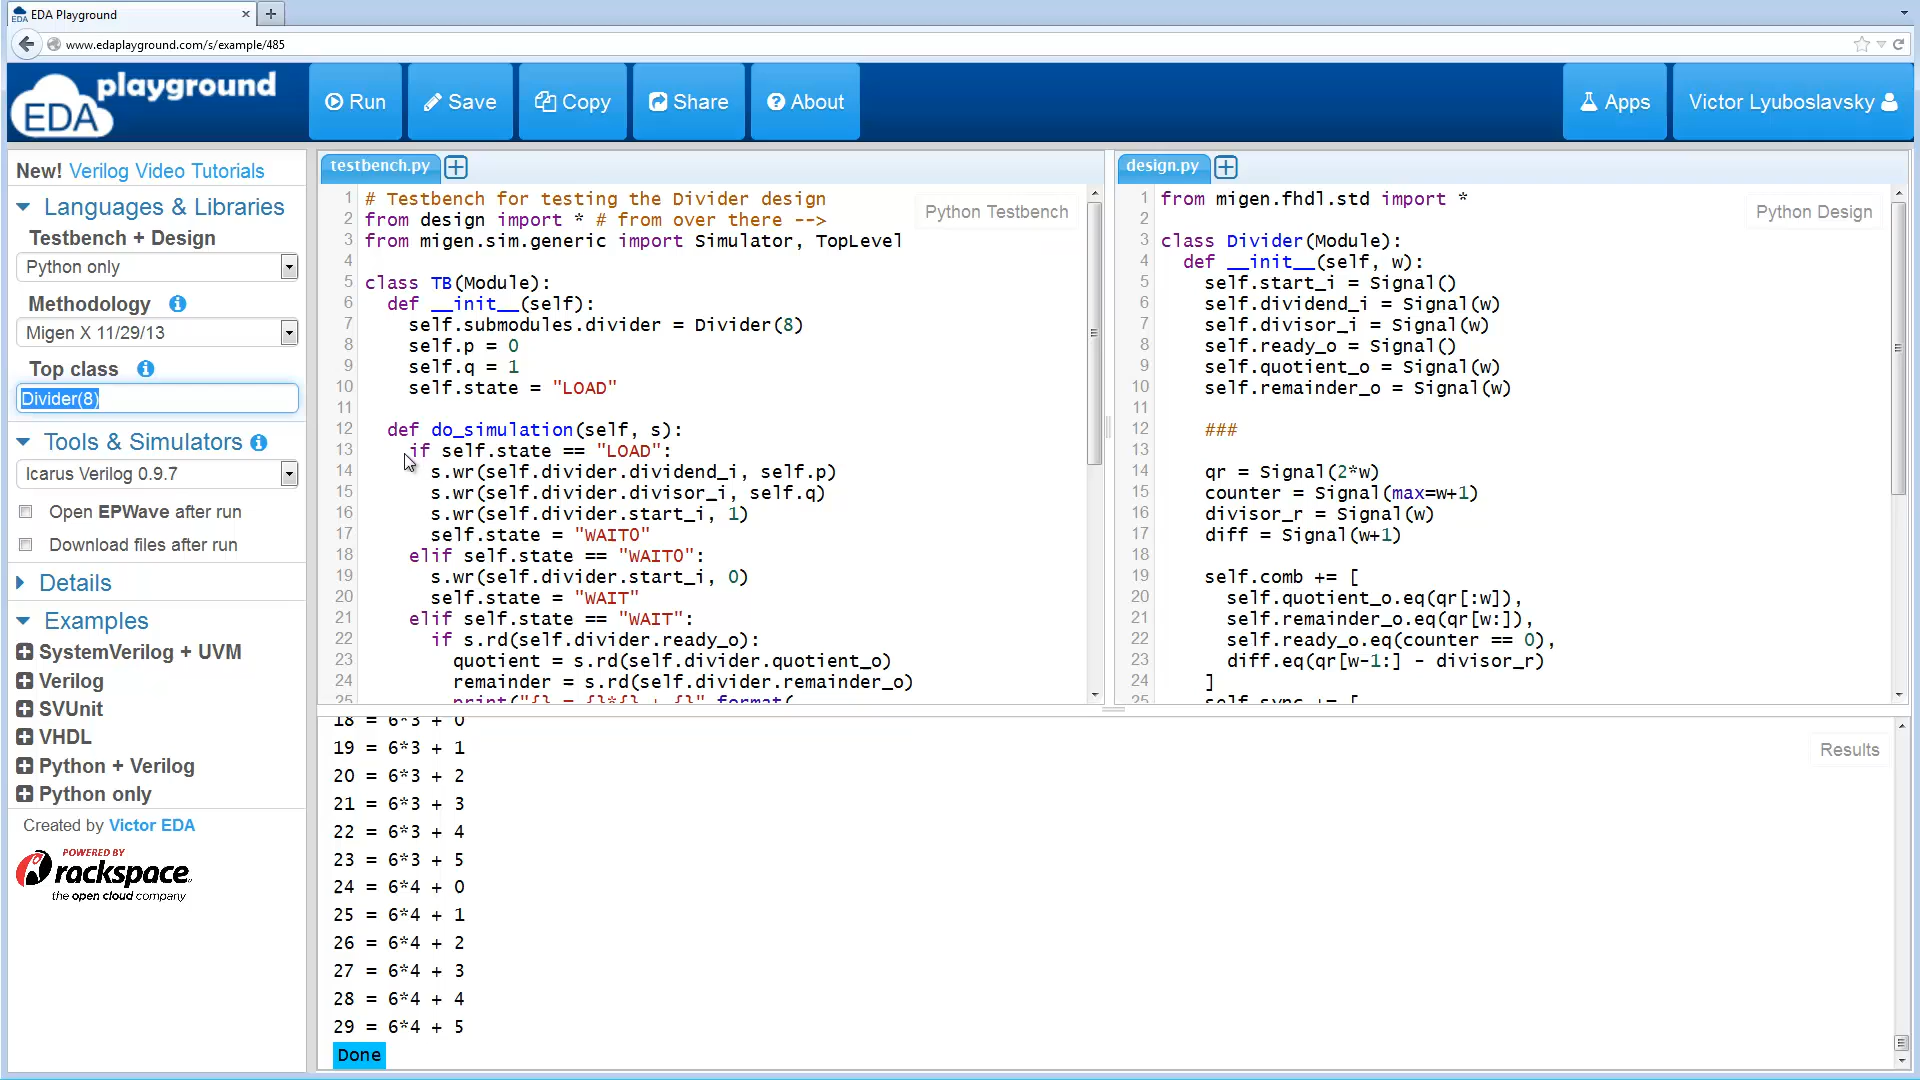 EDA Playground
www.edaplayground.com/s/example/485
EDA playground
Run
Save
Copy
Share
About
Apps
Victor Lyuboslavsky
New! Verilog Video Tutorials
Languages & Libraries
Testbench + Design
Python only
Methodology
Migen X 11/29/13
Top class
Divider(8)
Tools & Simulators
Icarus Verilog 0.9.7
Open EPWave after run
Download files after run
Details
Examples
SystemVerilog + UVM
Verilog
SVUnit
VHDL
Python + Verilog
Python only
Created by Victor EDA
POWERED BY
rackspace
the open cloud company
testbench.py
Python Testbench
1 # Testbench for testing the Divider design
2 from design import * # from over there -->
3 from migen.sim.generic import Simulator, TopLevel
4
5 class TB(Module):
6   def __init__(self):
7     self.submodules.divider = Divider(8)
8     self.p = 0
9     self.q = 1
10     self.state = "LOAD"
11
12   def do_simulation(self, s):
13     if self.state == "LOAD":
14       s.wr(self.divider.dividend_i, self.p)
15       s.wr(self.divider.divisor_i, self.q)
16       s.wr(self.divider.start_i, 1)
17       self.state = "WAIT0"
18     elif self.state == "WAIT0":
19       s.wr(self.divider.start_i, 0)
20       self.state = "WAIT"
21     elif self.state == "WAIT":
22       if s.rd(self.divider.ready_o):
23         quotient = s.rd(self.divider.quotient_o)
24         remainder = s.rd(self.divider.remainder_o)
25         print("{} = {}*{} + {}".format(
design.py
Python Design
1 from migen.fhdl.std import *
2
3 class Divider(Module):
4   def __init__(self, w):
5     self.start_i = Signal()
6     self.dividend_i = Signal(w)
7     self.divisor_i = Signal(w)
8     self.ready_o = Signal()
9     self.quotient_o = Signal(w)
10     self.remainder_o = Signal(w)
11
12     ###
13
14     qr = Signal(2*w)
15     counter = Signal(max=w+1)
16     divisor_r = Signal(w)
17     diff = Signal(w+1)
18
19     self.comb += [
20       self.quotient_o.eq(qr[:w]),
21       self.remainder_o.eq(qr[w:]),
22       self.ready_o.eq(counter == 0),
23       diff.eq(qr[w-1:] - divisor_r)
24     ]
25     self.sync += [
Results
18 = 6*3 + 0
19 = 6*3 + 1
20 = 6*3 + 2
21 = 6*3 + 3
22 = 6*3 + 4
23 = 6*3 + 5
24 = 6*4 + 0
25 = 6*4 + 1
26 = 6*4 + 2
27 = 6*4 + 3
28 = 6*4 + 4
29 = 6*4 + 5
Done